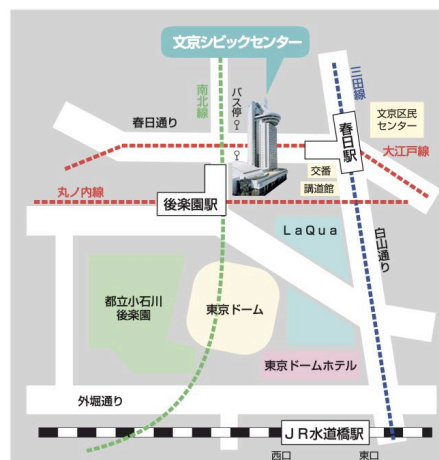 文京シビックセンター
南北線
バス停
三田線
春日通り
文京区民
センター
春日駅
大江戸線
交番
講道館
丸ノ内線
後楽園駅
LaQua
白山通り
都立小石川
後楽園
東京ドーム
東京ドームホテル
外堀通り
JR水道橋駅
西口
東口